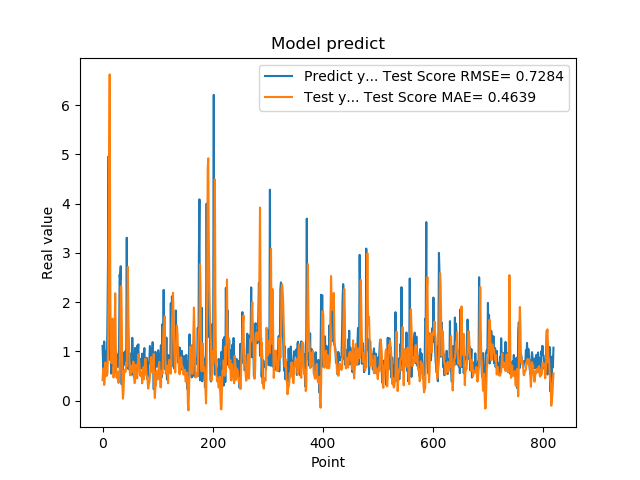 Model predict
Predict y... Test Score RMSE= 0.7284
Test y... Test Score MAE= 0.4639
Real value
6
5
4
3
2
1
0
0 200 400 600 800
Point